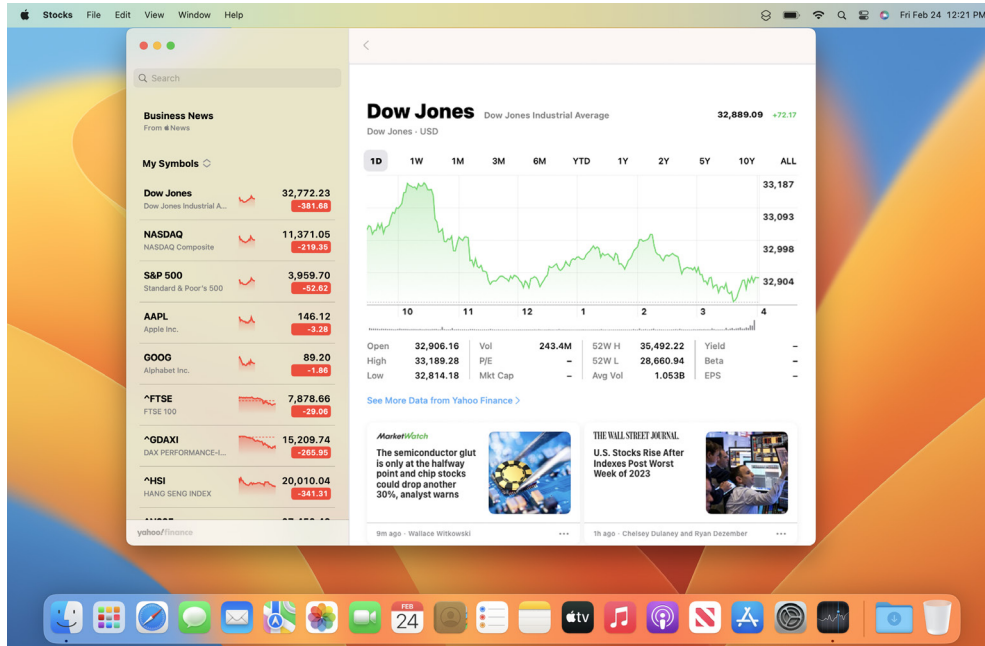 Stocks File Edit View Window Help
Fri Feb 24 12:21 PM
Search
Business News
From News
My Symbols
Dow Jones 32,772.23
Dow Jones Industrial A... -381.68
NASDAQ 11,371.05
NASDAQ Composite -219.35
S&P 500 3,959.70
Standard & Poor's 500 -52.62
AAPL 146.12
Apple Inc. -3.28
GOOG 89.20
Alphabet Inc. -1.86
^FTSE 7,878.66
FTSE 100 -29.06
^GDAXI 15,209.74
DAX PERFORMANCE-I... -265.95
^HSI 20,010.04
HANG SENG INDEX -341.31
yahoo/finance
Dow Jones Dow Jones Industrial Average 32,889.09 +72.17
Dow Jones · USD
1D 1W 1M 3M 6M YTD 1Y 2Y 5Y 10Y ALL
33,187
33,093
32,998
32,904
10 11 12 1 2 3 4
Open 32,906.16 Vol 243.4M 52W H 35,492.22 Yield –
High 33,189.28 P/E – 52W L 28,660.94 Beta –
Low 32,814.18 Mkt Cap – Avg Vol 1.053B EPS –
See More Data from Yahoo Finance >
MarketWatch
The semiconductor glut
is only at the halfway
point and chip stocks
could drop another
30%, analyst warns
9m ago · Wallace Witkowski
THE WALL STREET JOURNAL.
U.S. Stocks Rise After
Indexes Post Worst
Week of 2023
1h ago · Chelsey Dulaney and Ryan Dezember
FEB
24
tv